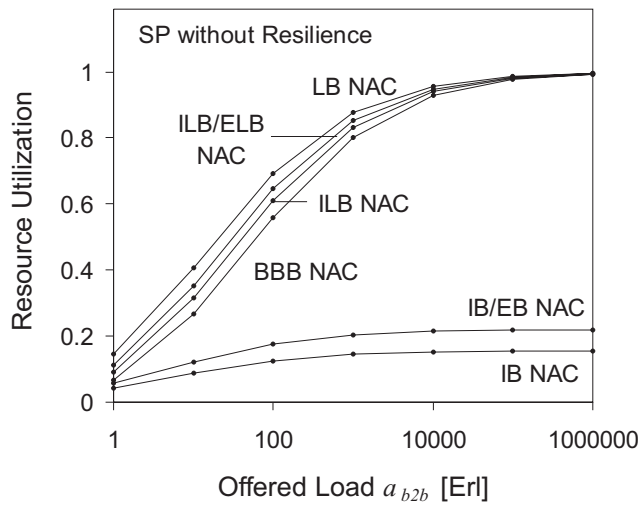 SP without Resilience
1
LB NAC
ILB/ELB
NAC
0.8
0.6
ILB NAC
0.4
BBB NAC
IB/EB NAC
0.2
IB NAC
0
1
100
10000
1000000
Resource Utilization
Offered Load a b2b [Erl]